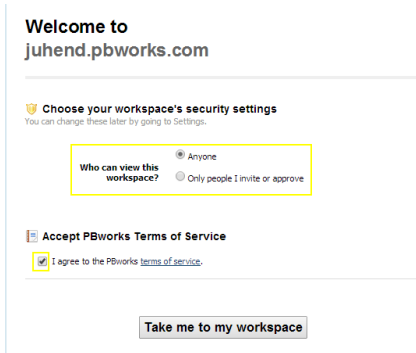 Welcome to
juhend.pbworks.com
Choose your workspace's security settings
You can change these later by going to Settings.
Who can view this
workspace?
Anyone
Only people I invite or approve
Accept PBworks Terms of Service
I agree to the PBworks terms of service.
Take me to my workspace